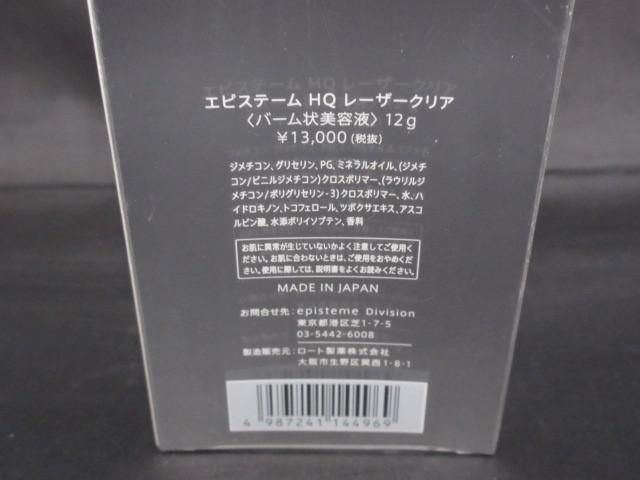 エピステーム HQ レーザークリア
〈バーム状美容液〉12g
￥13,000 (税抜)
ジメチコン、グリセリン、PG、ミネラルオイル、(ジメチ
コン/ビニルジメチコン)クロスポリマー、(ラウリルジ
メチコン/ポリグリセリン-3)クロスポリマー、水、ハ
イドロキノン、トコフェロール、ツボクサエキス、アスコ
ルビン酸、水添ポリイソブテン、香料
お肌に異常が生じていないかよく注意してご使用く
ださい。お肌に合わないときは、ご使用をおやめくだ
さい。使用に際しては、説明書をよくお読みください。
MADE IN JAPAN
お問合せ先：episteme Division
東京都港区芝1-7-5
03-5442-6008
製造販売元：ロート製薬株式会社
大阪市生野区巽西1-8-1
4 987241 144969